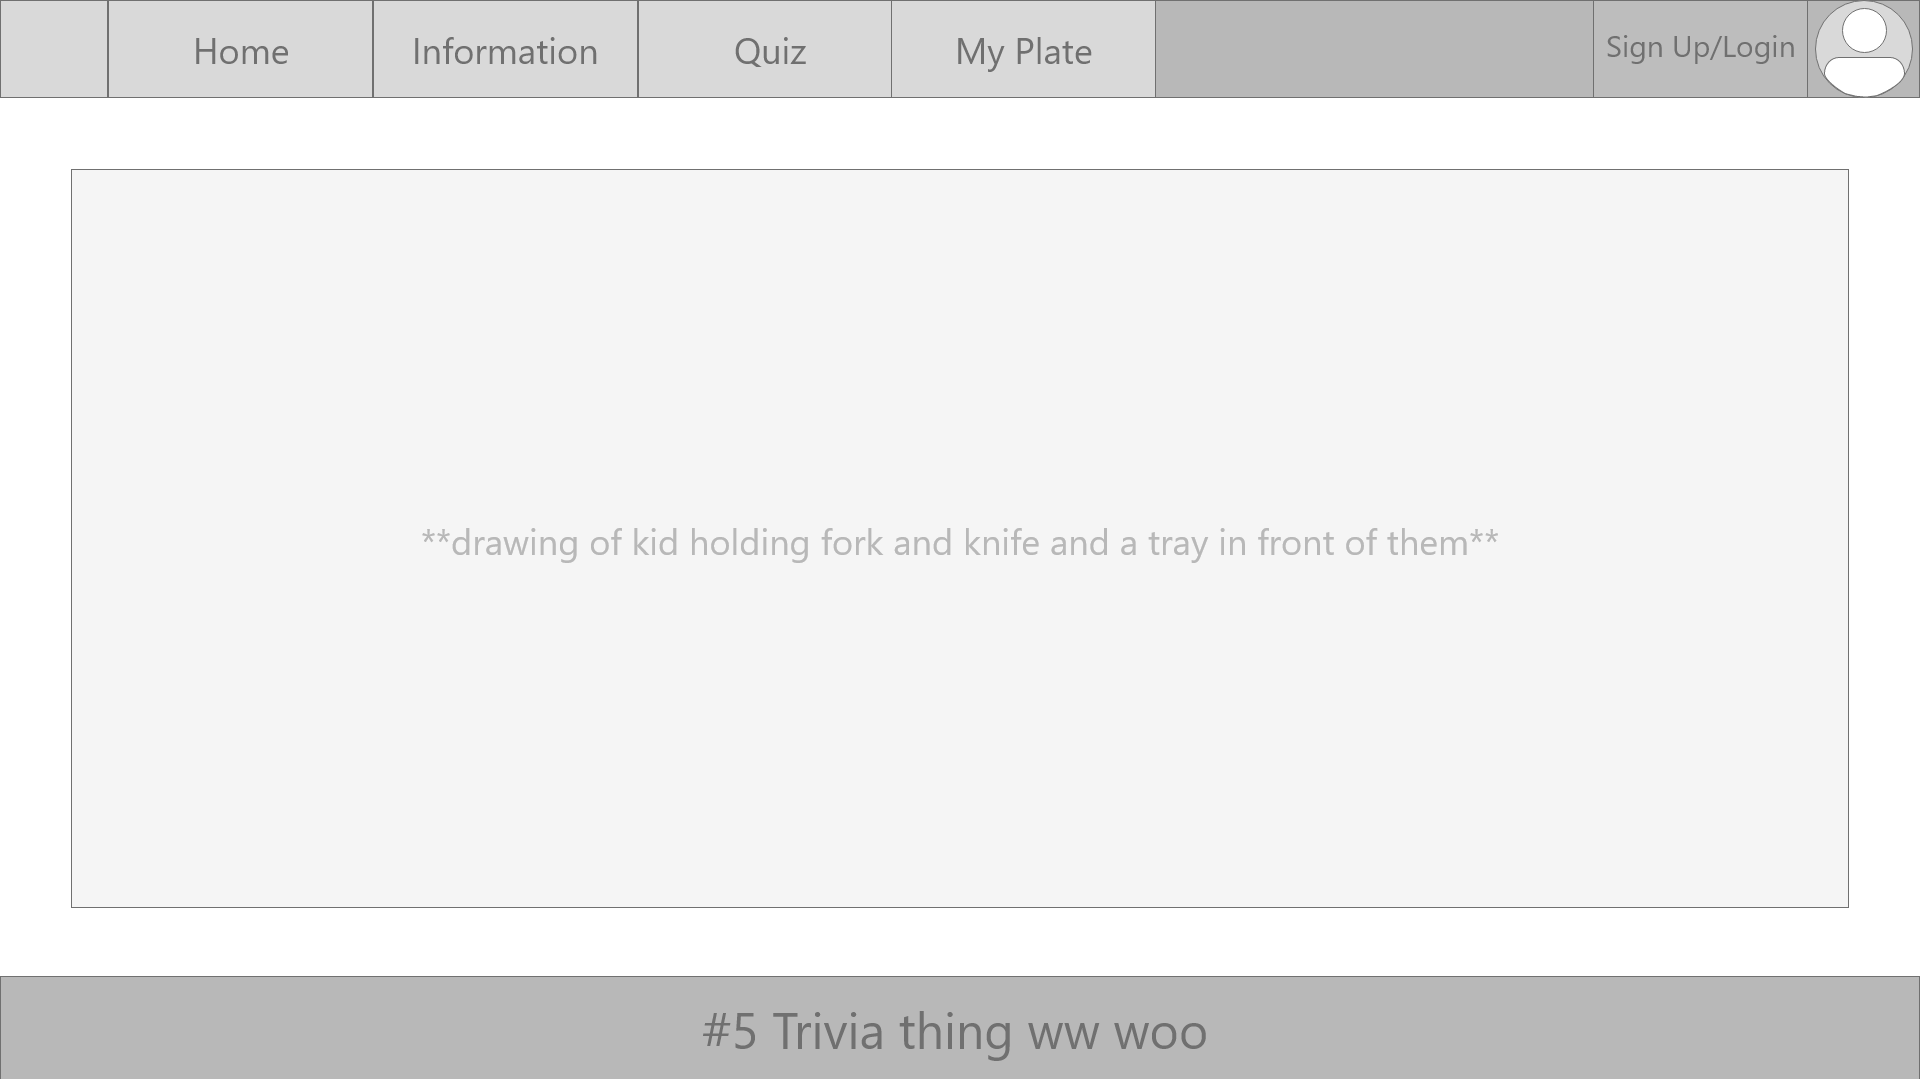 Home
Information
Quiz
My Plate
Sign Up/Login
**drawing of kid holding fork and knife and a tray in front of them**
#5 Trivia thing ww woo